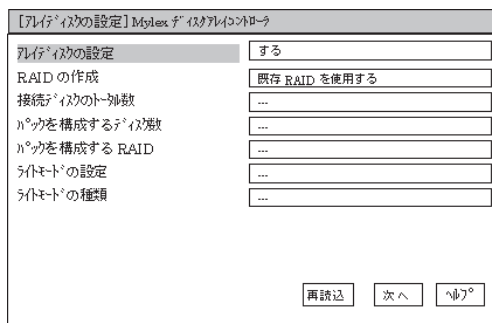 [ｱﾚｲﾃﾞｨｽｸの設定] Mylex ﾃﾞｨｽｸｱﾚｲｺﾝﾄﾛｰﾗ
ｱﾚｲﾃﾞｨｽｸの設定 する
RAID の作成 既存 RAID を使用する
接続ﾃﾞｨｽｸのﾄｰﾀﾙ数 ...
ﾊﾟｯｸを構成するﾃﾞｨｽｸ数 ...
ﾊﾟｯｸを構成する RAID ...
ﾗｲﾄﾓｰﾄﾞの設定 ...
ﾗｲﾄﾓｰﾄﾞの種類 ...
再読込 次へ ﾍﾙﾌﾟ